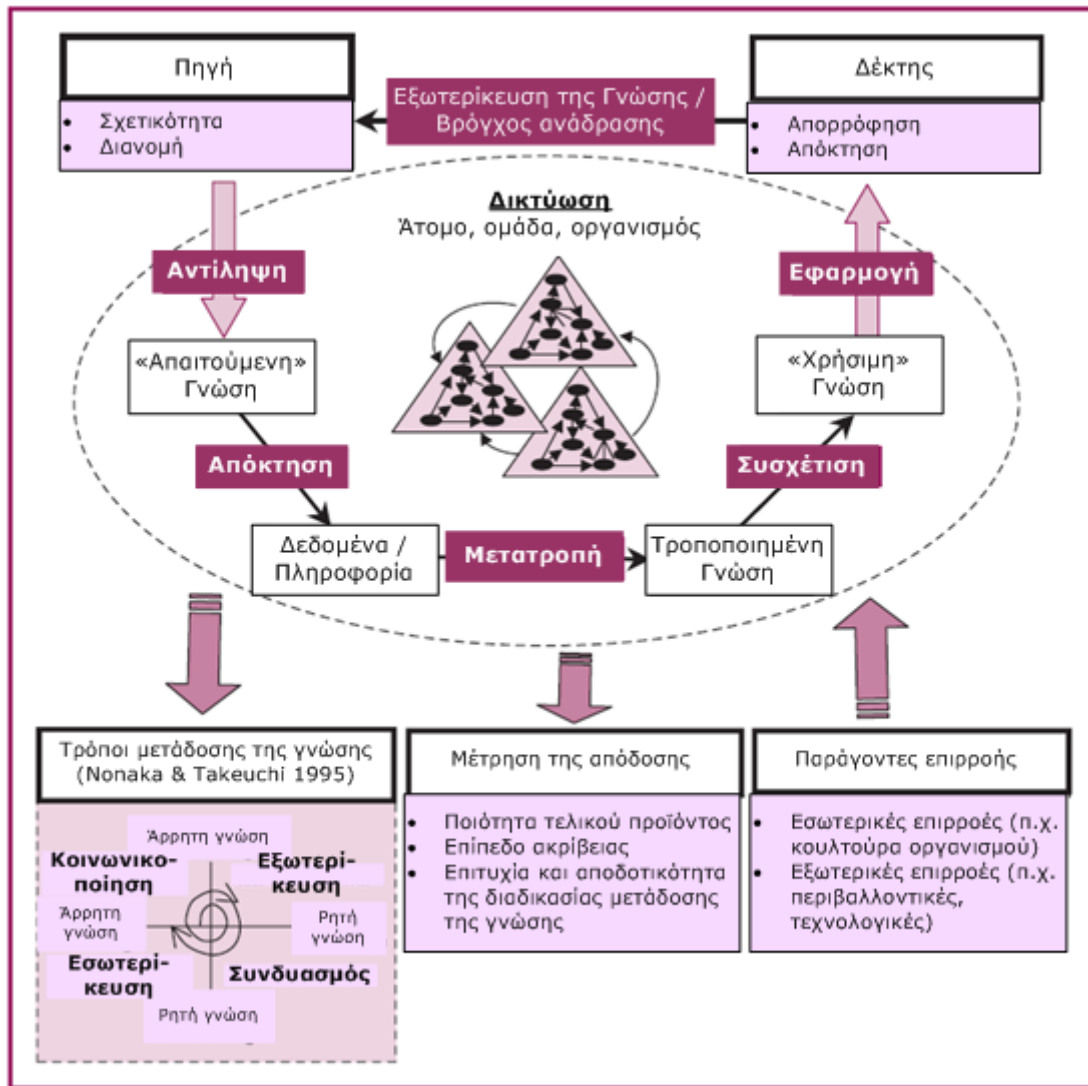 Πηγή
• Σχετικότητα
• Διανομή
Εξωτερίκευση της Γνώσης /
Βρόγχος ανάδρασης
Δέκτης
• Απορρόφηση
• Απόκτηση
Δικτύωση
Άτομο, ομάδα, οργανισμός
Αντίληψη
Εφαρμογή
«Απαιτούμενη»
Γνώση
«Χρήσιμη»
Γνώση
Απόκτηση
Συσχέτιση
Δεδομένα /
Πληροφορία
Μετατροπή
Τροποποιημένη
Γνώση
Τρόποι μετάδοσης της γνώσης
(Nonaka & Takeuchi 1995)
Άρρητη γνώση
Κοινωνικο-
ποίηση
Εξωτερί-
κευση
Άρρητη
γνώση
Ρητή
γνώση
Εσωτερί-
κευση
Συνδυασμός
Ρητή γνώση
Μέτρηση της απόδοσης
• Ποιότητα τελικού προϊόντος
• Επίπεδο ακρίβειας
• Επιτυχία και αποδοτικότητα
της διαδικασίας μετάδοσης
της γνώσης
Παράγοντες επιρροής
• Εσωτερικές επιρροές (π.χ.
κουλτούρα οργανισμού)
• Εξωτερικές επιρροές (π.χ.
περιβαλλοντικές,
τεχνολογικές)